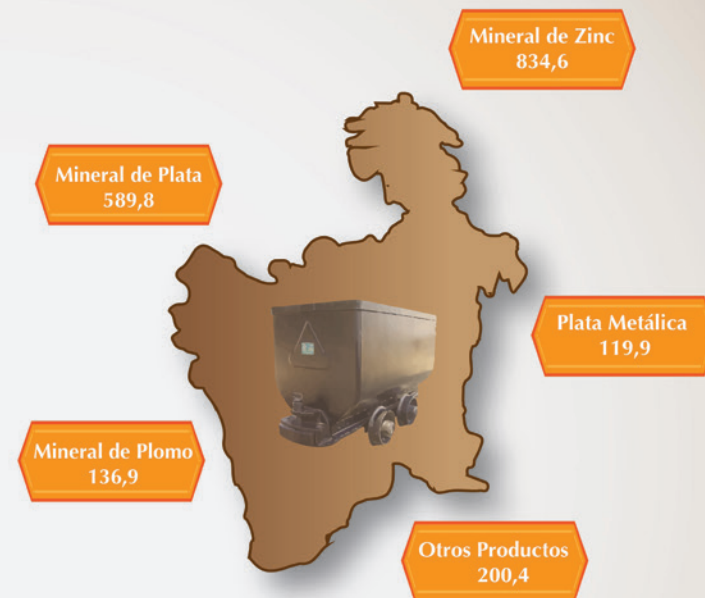 Mineral de Zinc
834,6
Mineral de Plata
589,8
Plata Metálica
119,9
Mineral de Plomo
136,9
Otros Productos
200,4